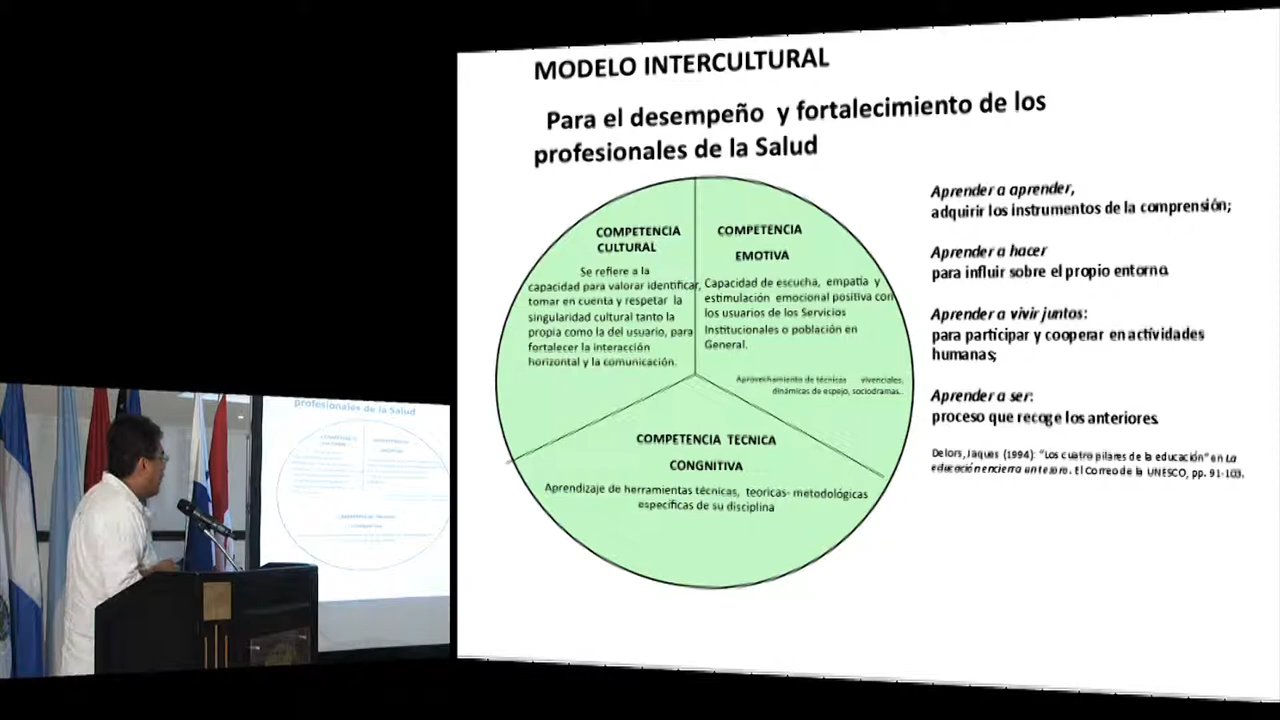 MODELO INTERCULTURAL
Para el desempeño y fortalecimiento de los
profesionales de la Salud
COMPETENCIA
CULTURAL
Se refiere a la
capacidad para valorar identificar,
tomar en cuenta y respetar la
singularidad cultural tanto la
propia como la del usuario, para
fortalecer la interacción
horizontal y la comunicación.
COMPETENCIA
EMOTIVA
Capacidad de escucha, empatía y
estimulación emocional positiva con
los usuarios de los Servicios
Institucionales o población en
General.
Aprovechamiento de técnicas vivenciales,
dinámicas de espejo, sociodramas..
COMPETENCIA TECNICA
CONGNITIVA
Aprendizaje de herramientas técnicas, teoricas- metodológicas
específicas de su disciplina
Aprender a aprender,
adquirir los instrumentos de la comprensión;
Aprender a hacer
para influir sobre el propio entorno.
Aprender a vivir juntos:
para participar y cooperar en actividades
humanas;
Aprender a ser:
proceso que recoge los anteriores.
Delors, Jaques (1994): "Los cuatro pilares de la educación" en La
educación encierra un tesoro. El Correo de la UNESCO, pp. 91-103.
profesionales de la Salud